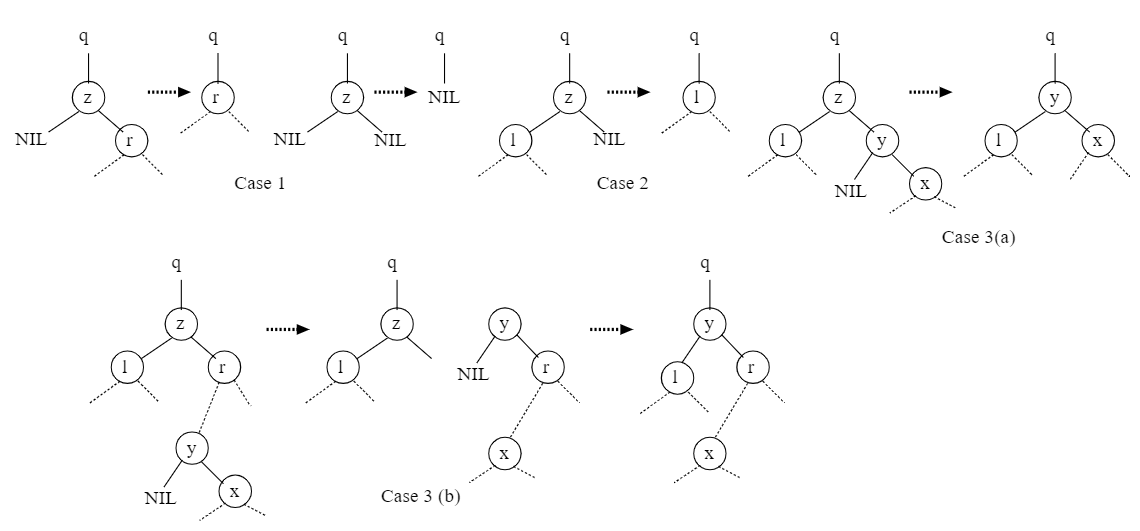 q q q q q q q q
z r z NIL z l z y
NIL r NIL NIL l NIL l y l x
NIL x
Case 1 Case 2
Case 3(a)
q q q
z z y y
l r l NIL r l r
y x x
NIL x
Case 3 (b)